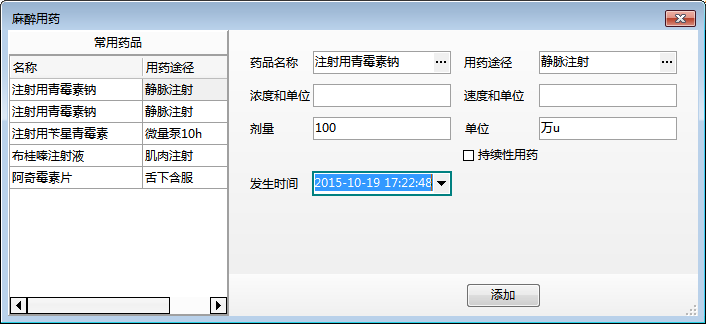 麻醉用药
常用药品
名称 用药途径
注射用青霉素钠 静脉注射
注射用青霉素钠 静脉注射
注射用苄星青霉素 微量泵10h
布桂嗪注射液 肌肉注射
阿奇霉素片 舌下含服
药品名称 注射用青霉素钠 ... 用药途径 静脉注射 ...
浓度和单位 速度和单位
剂量 100 单位 万u
持续性用药
发生时间 2015-10-19 17:22:48
添加